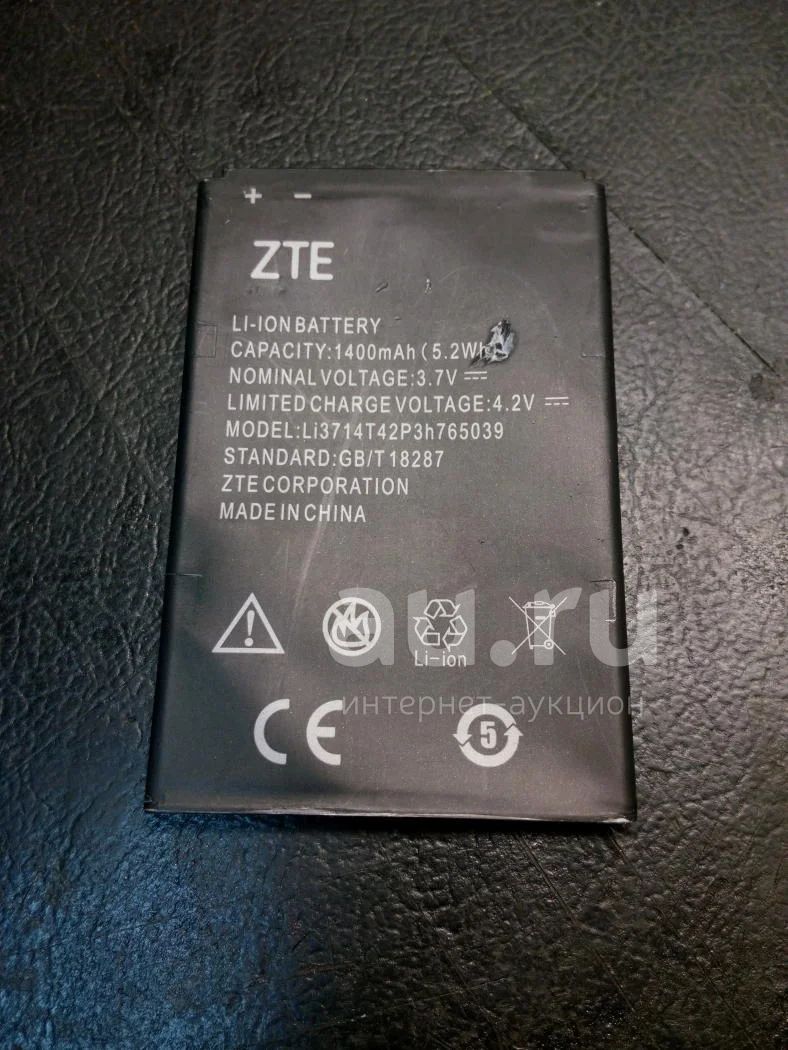 + −
ZTE
LI-ION BATTERY
CAPACITY:1400mAh (5.2Wh)
NOMINAL VOLTAGE:3.7V
LIMITED CHARGE VOLTAGE:4.2V
MODEL:Li3714T42P3h765039
STANDARD:GB/T 18287
ZTE CORPORATION
MADE IN CHINA
au.ru
Li-ion
интернет-аукцион
CE 5